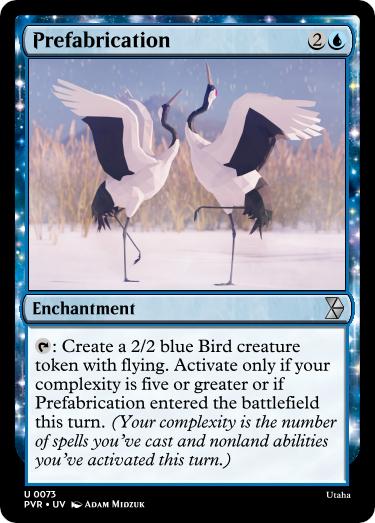 Prefabrication 2
Enchantment
: Create a 2/2 blue Bird creature
token with flying. Activate only if your
complexity is five or greater or if
Prefabrication entered the battlefield
this turn. (Your complexity is the number
of spells you've cast and nonland abilities
you've activated this turn.)
U 0073
PVR • UV Adam Midzuk
Utaha